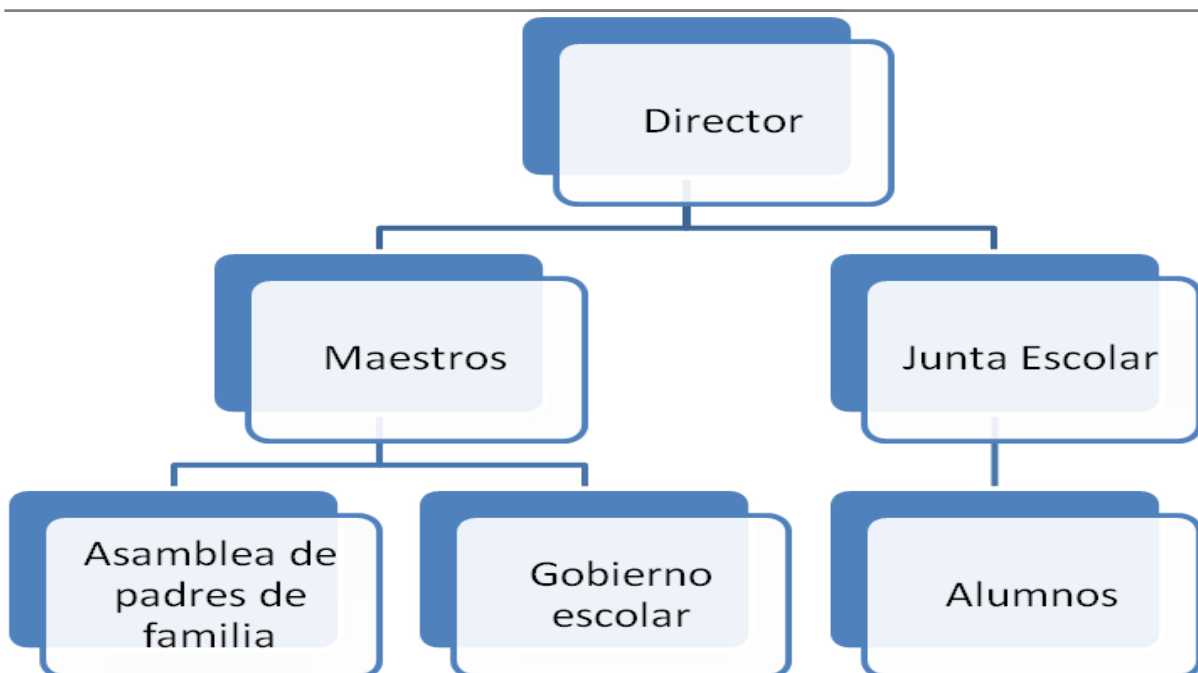 Director
Maestros
Junta Escolar
Asamblea de
padres de
familia
Gobierno
escolar
Alumnos